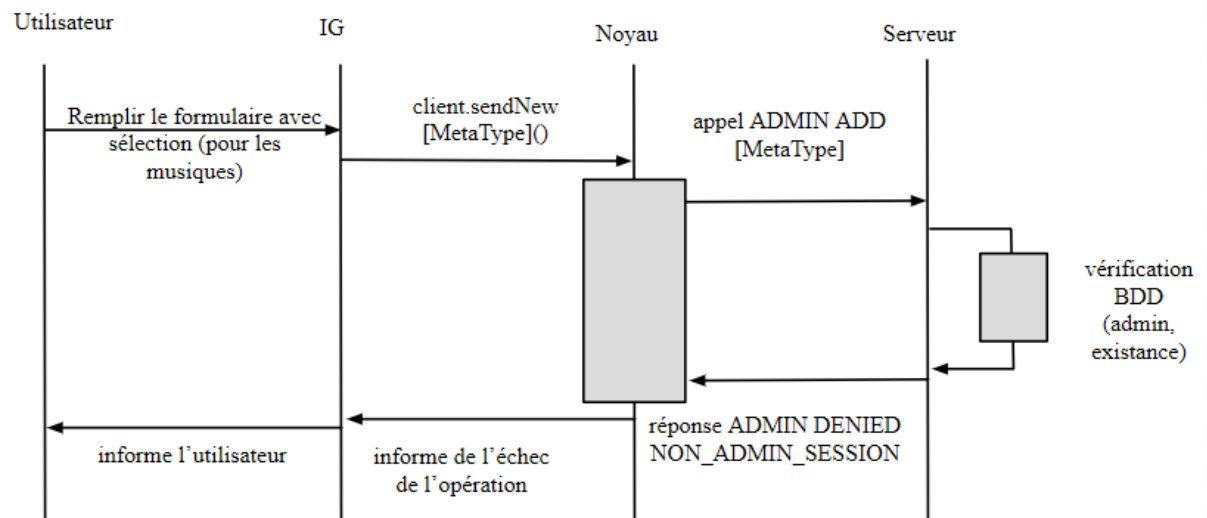 Utilisateur
IG
Noyau
Serveur
Remplir le formulaire avec
sélection (pour les
musiques)
client.sendNew
[MetaType]()
appel ADMIN ADD
[MetaType]
vérification
BDD
(admin,
existance)
réponse ADMIN DENIED
NON_ADMIN_SESSION
informe de l’échec
de l’opération
informe l’utilisateur